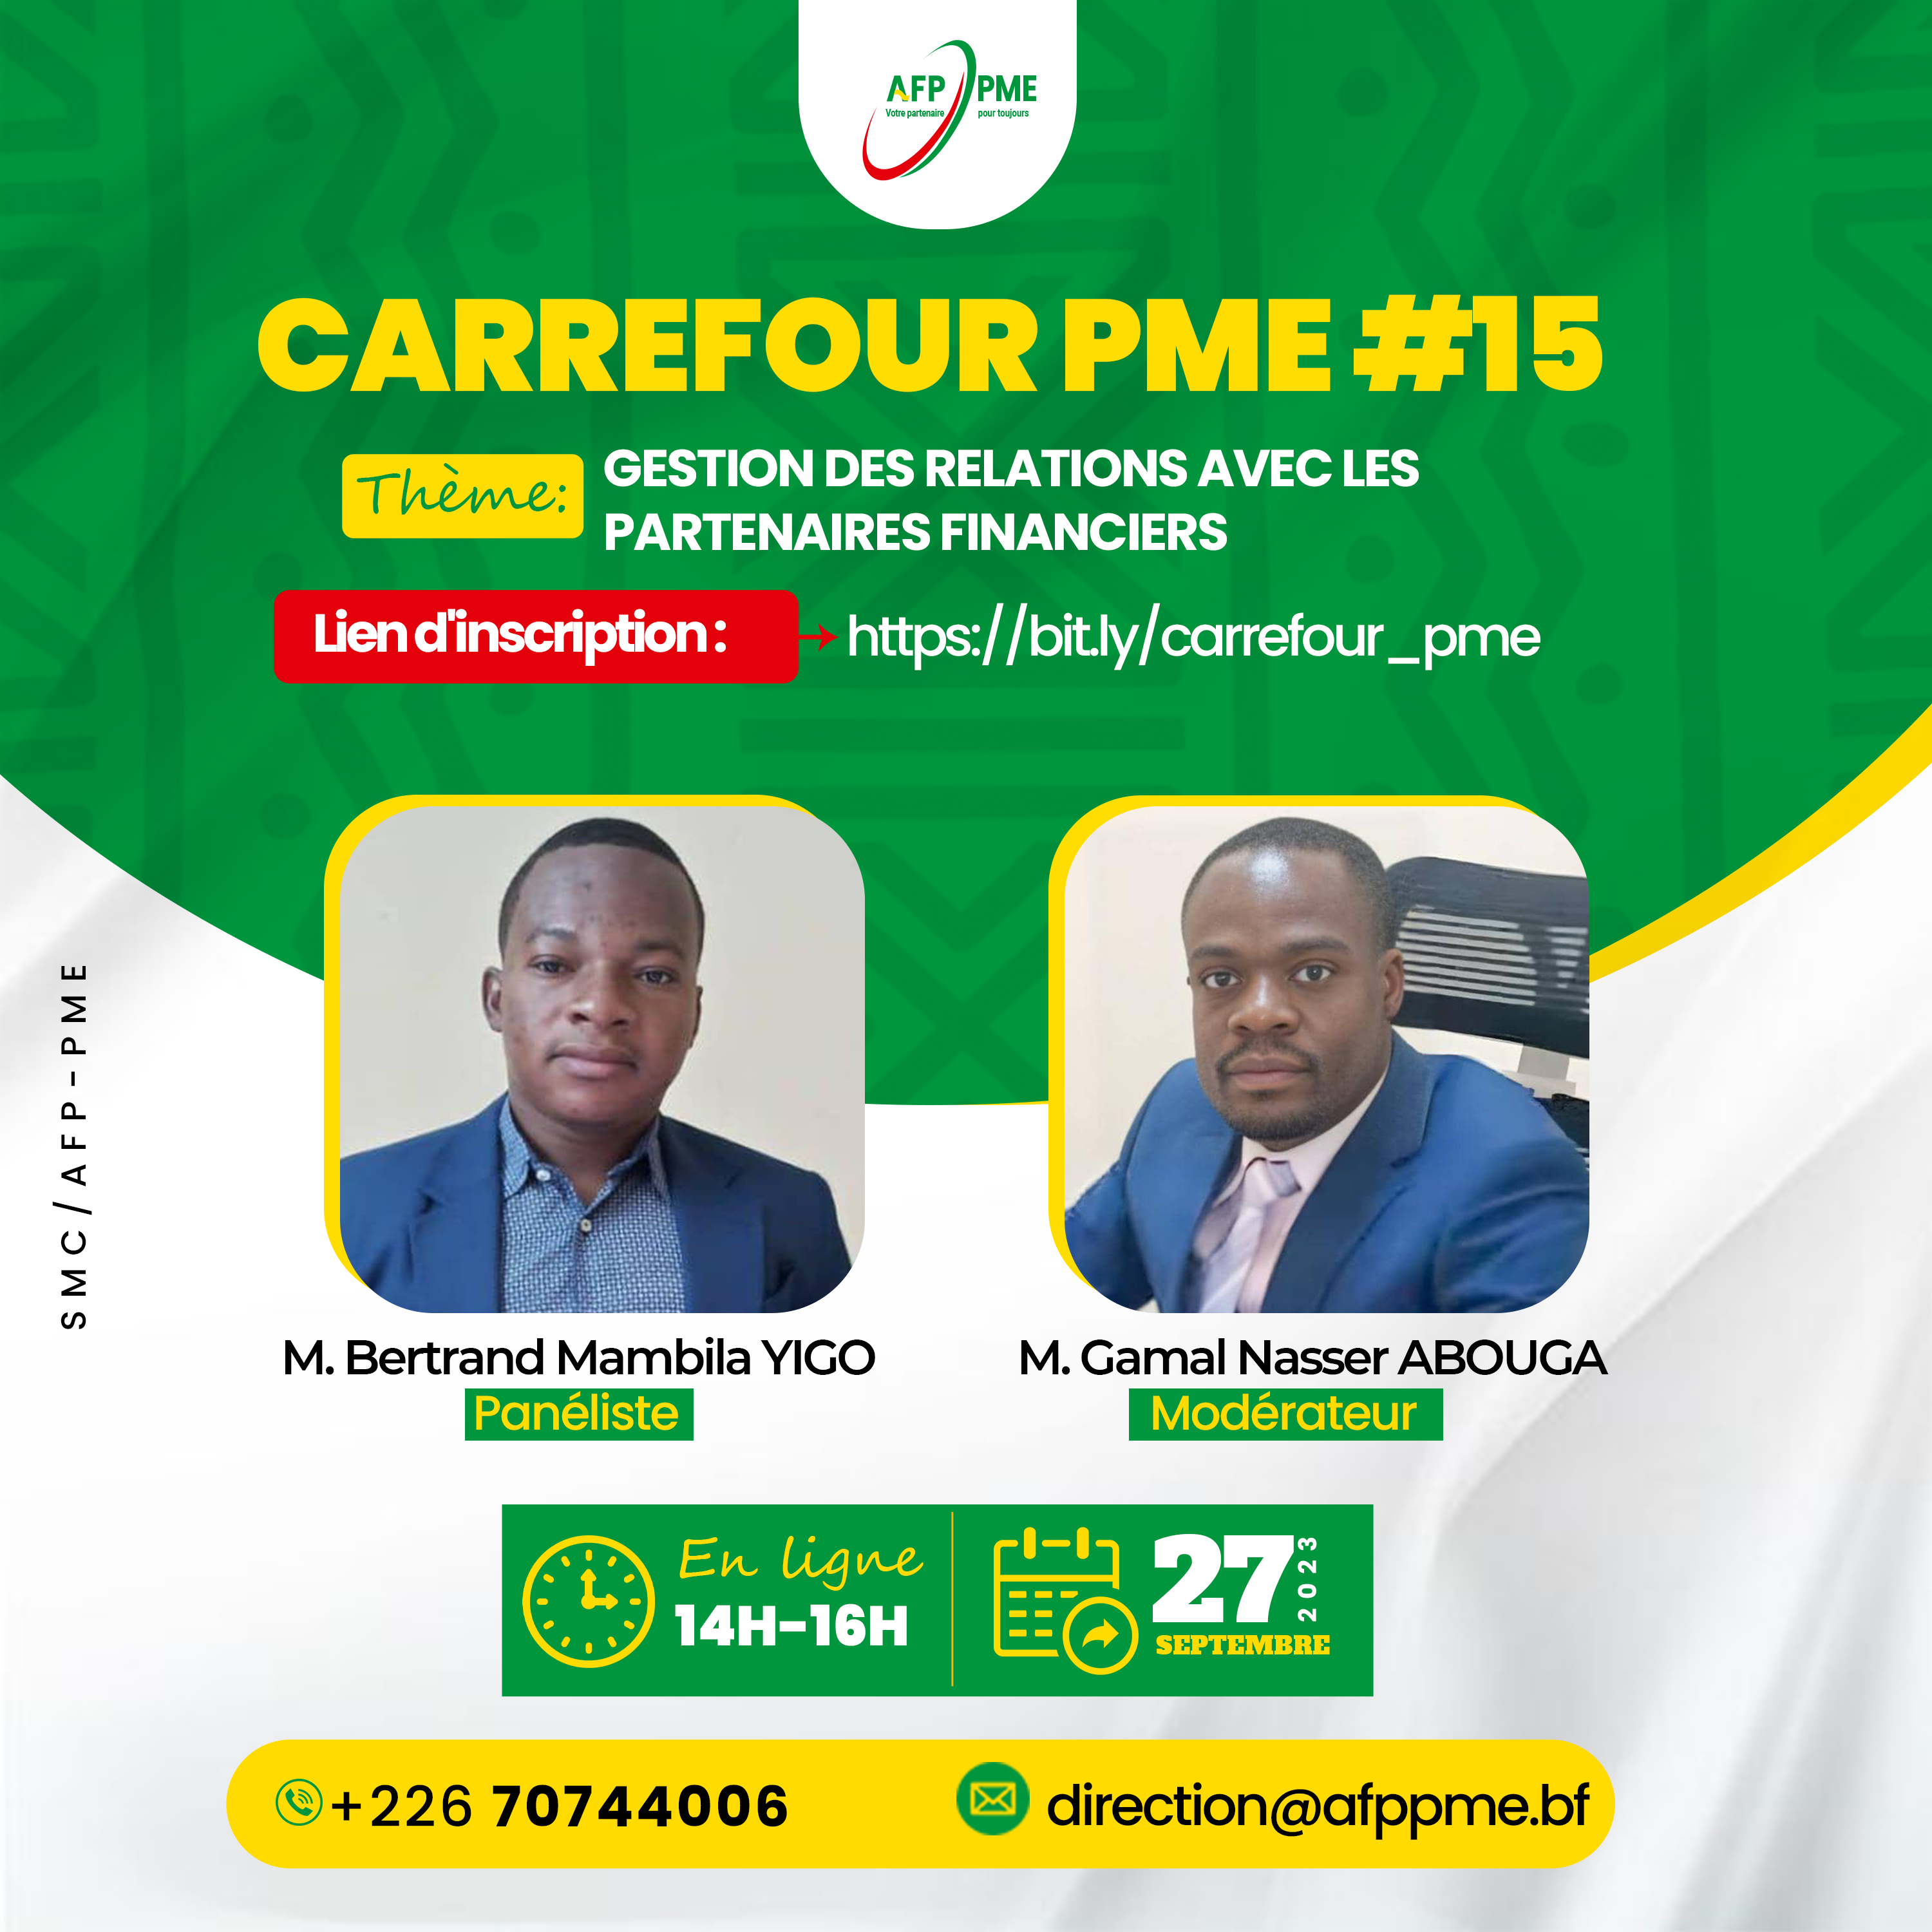 AFP PME
Votre partenaire pour toujours
CARREFOUR PME #15
Thème:
GESTION DES RELATIONS AVEC LES
PARTENAIRES FINANCIERS
Lien d'inscription :
https://bit.ly/carrefour_pme
SMC/AFP-PME
M. Bertrand Mambila YIGO
Panéliste
M. Gamal Nasser ABOUGA
Modérateur
En ligne
14H-16H
27
2023
SEPTEMBRE
+226 70744006
direction@afppme.bf